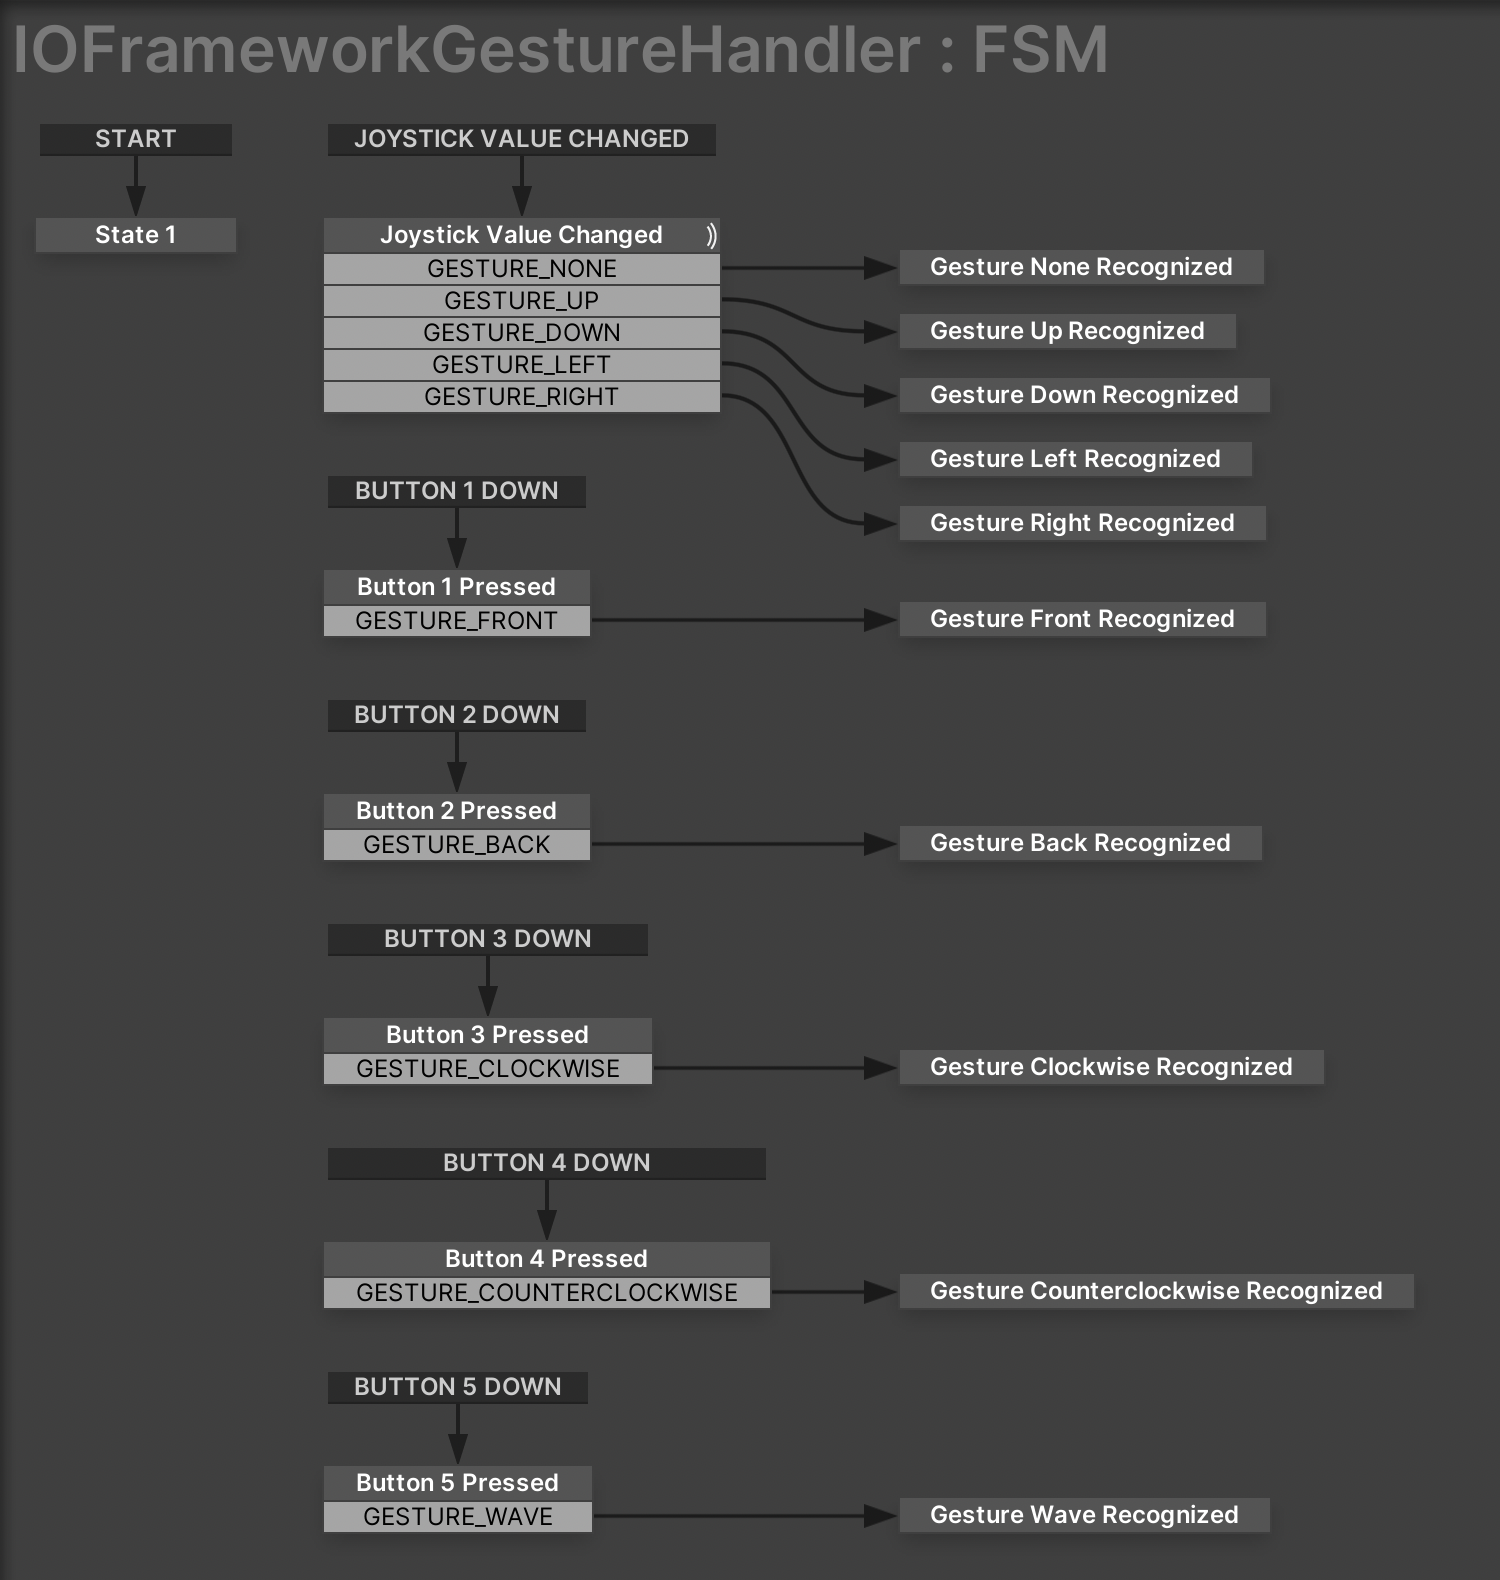 IOFrameworkGestureHandler : FSM
START
State 1
JOYSTICK VALUE CHANGED
Joystick Value Changed
GESTURE_NONE
GESTURE_UP
GESTURE_DOWN
GESTURE_LEFT
GESTURE_RIGHT
Gesture None Recognized
Gesture Up Recognized
Gesture Down Recognized
Gesture Left Recognized
Gesture Right Recognized
BUTTON 1 DOWN
Button 1 Pressed
GESTURE_FRONT
Gesture Front Recognized
BUTTON 2 DOWN
Button 2 Pressed
GESTURE_BACK
Gesture Back Recognized
BUTTON 3 DOWN
Button 3 Pressed
GESTURE_CLOCKWISE
Gesture Clockwise Recognized
BUTTON 4 DOWN
Button 4 Pressed
GESTURE_COUNTERCLOCKWISE
Gesture Counterclockwise Recognized
BUTTON 5 DOWN
Button 5 Pressed
GESTURE_WAVE
Gesture Wave Recognized